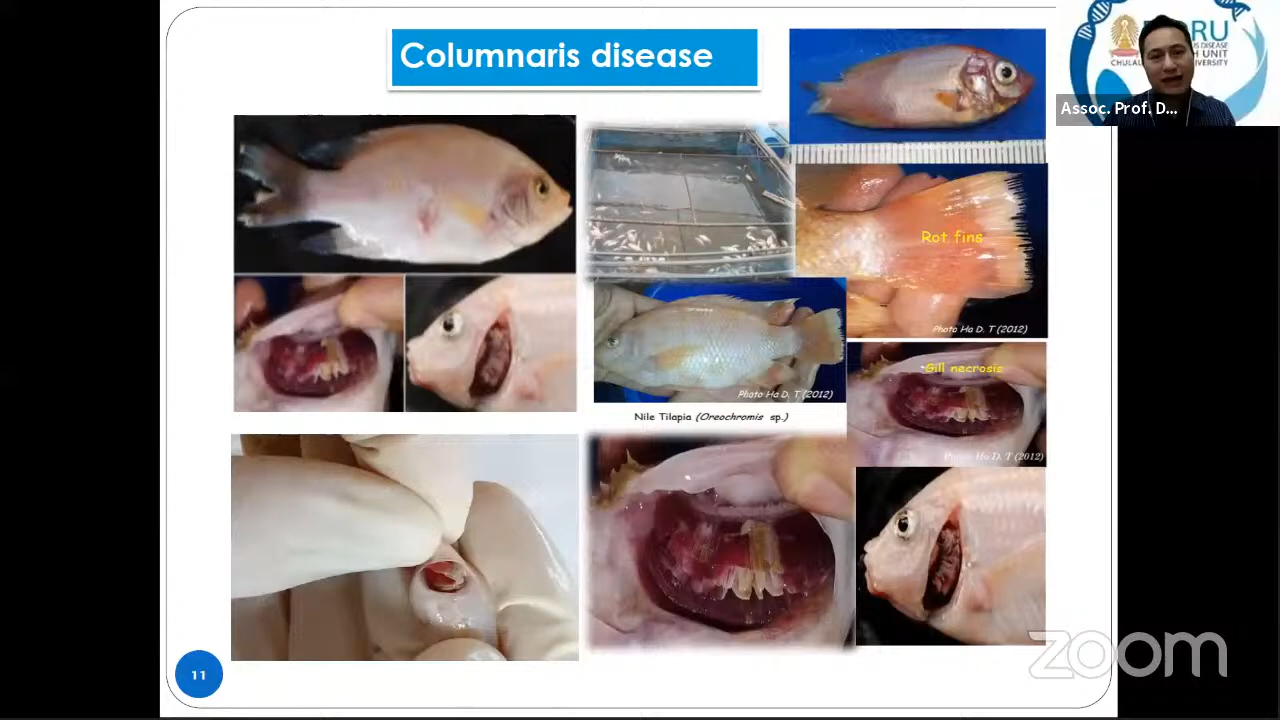 Columnaris disease
Assoc. Prof. D...
Rot fins
Photo Ha D. T (2012)
Photo Ha D. T (2012)
Nile Tilapia (Oreochromis sp.)
Gill necrosis
Photo Ha D. T (2012)
11
zoom